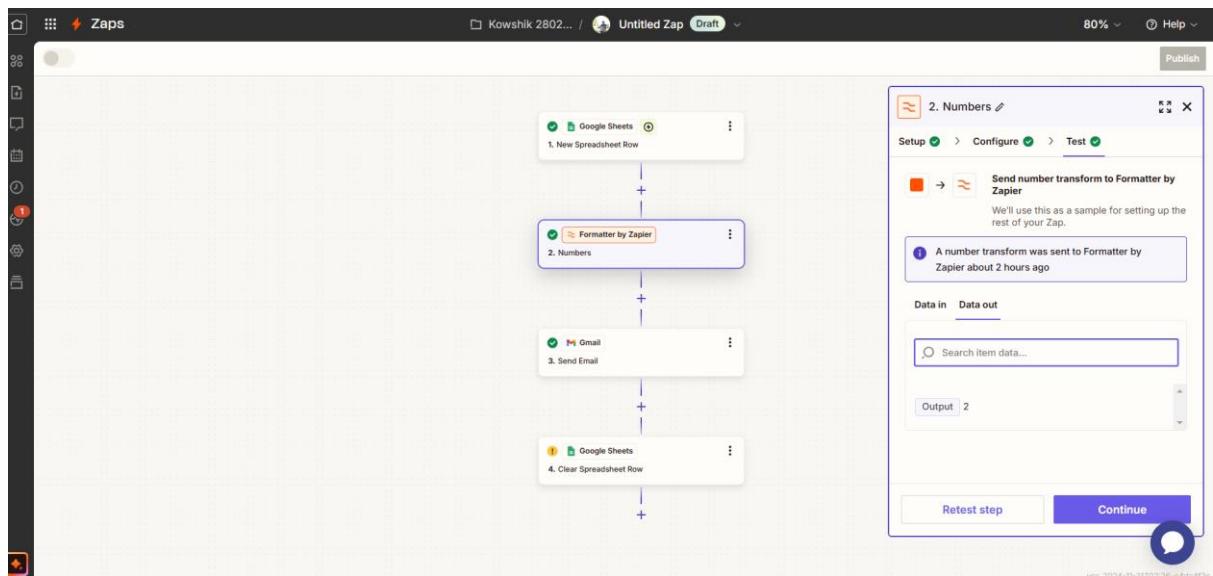 Zaps
Kowshik 2802... / Untitled Zap Draft
80%
Help
Publish
Google Sheets
1. New Spreadsheet Row
Formatter by Zapier
2. Numbers
Gmail
3. Send Email
Google Sheets
4. Clear Spreadsheet Row
1
2. Numbers
Setup > Configure > Test
Send number transform to Formatter by
Zapier
We'll use this as a sample for setting up the
rest of your Zap.
A number transform was sent to Formatter by
Zapier about 2 hours ago
Data in Data out
Search item data...
Output 2
Retest step
Continue